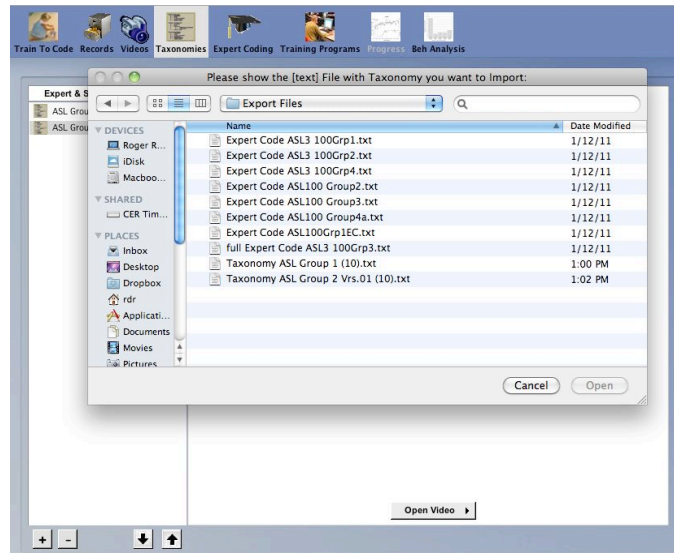 Train To Code Records Videos Taxonomies Expert Coding Training Programs Progress Beh Analysis
Please show the [text] File with Taxonomy you want to Import:
Expert & S
ASL Grou
ASL Grou
Export Files
DEVICES
Roger R...
iDisk
Macboo...
SHARED
CER Tim...
PLACES
Inbox
Desktop
Dropbox
rdr
Applicati...
Documents
Movies
Pictures
Name Date Modified
Expert Code ASL3 100Grp1.txt 1/12/11
Expert Code ASL3 100Grp2.txt 1/12/11
Expert Code ASL3 100Grp4.txt 1/12/11
Expert Code ASL100 Group2.txt 1/12/11
Expert Code ASL100 Group3.txt 1/12/11
Expert Code ASL100 Group4a.txt 1/12/11
Expert Code ASL100Grp1EC.txt 1/12/11
full Expert Code ASL3 100Grp3.txt 1/12/11
Taxonomy ASL Group 1 (10).txt 1:00 PM
Taxonomy ASL Group 2 Vrs.01 (10).txt 1:02 PM
Cancel Open
Open Video
+ -